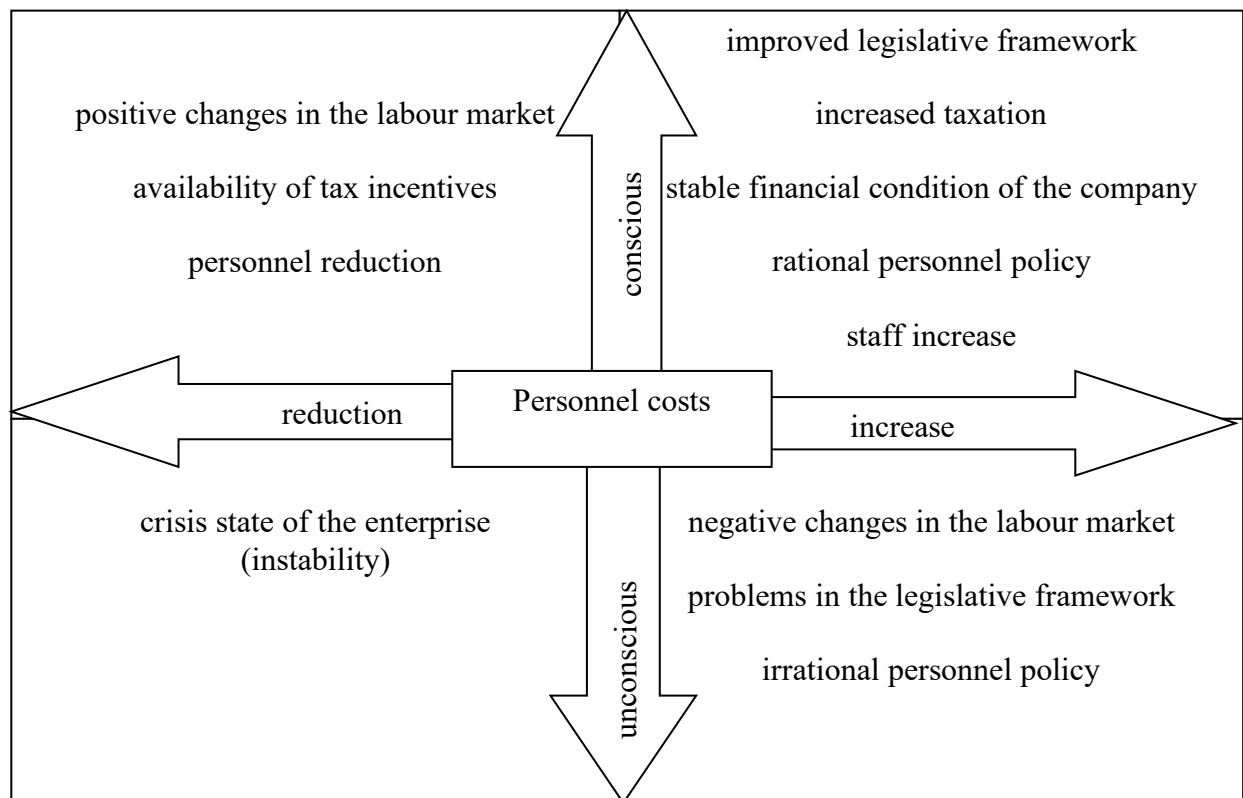 improved legislative framework
positive changes in the labour market
increased taxation
availability of tax incentives
stable financial condition of the company
personnel reduction
rational personnel policy
staff increase
conscious
reduction
Personnel costs
increase
crisis state of the enterprise
(instability)
negative changes in the labour market
problems in the legislative framework
irrational personnel policy
unconscious